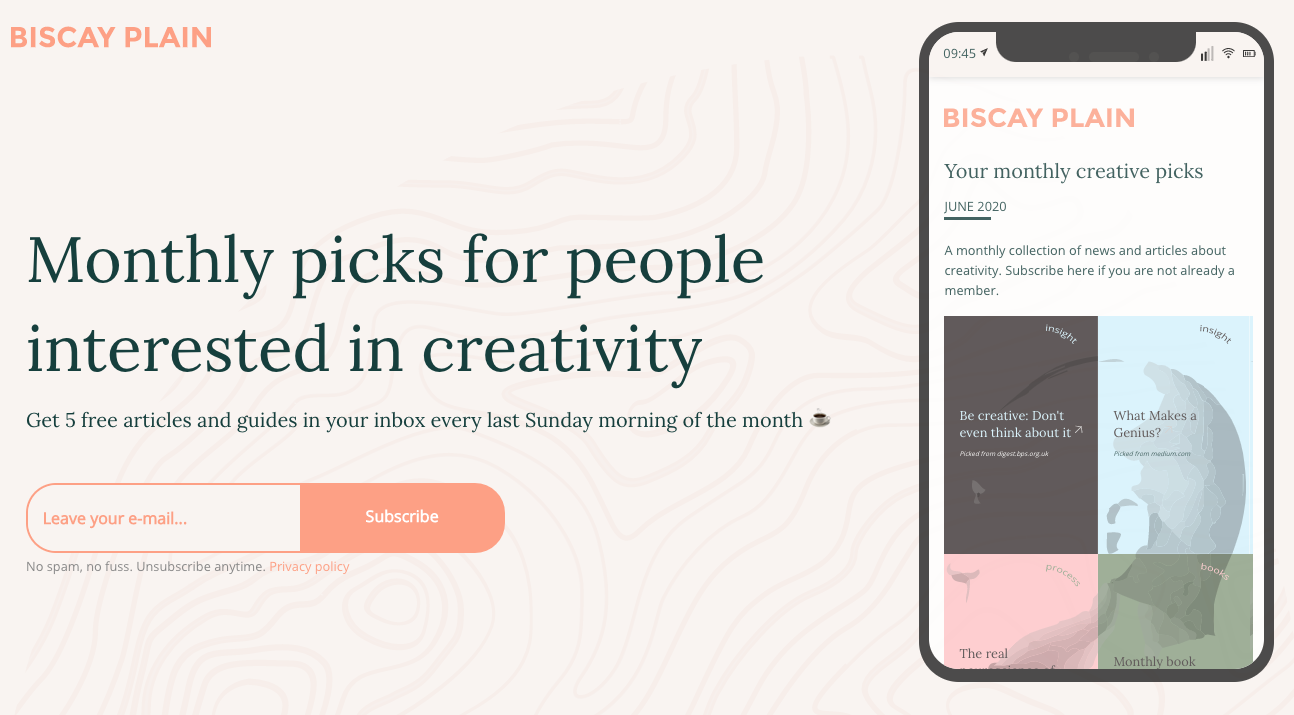 BISCAY PLAIN
Monthly picks for people
interested in creativity
Get 5 free articles and guides in your inbox every last Sunday morning of the month ☕
Leave your e-mail...
Subscribe
No spam, no fuss. Unsubscribe anytime. Privacy policy
09:45
BISCAY PLAIN
Your monthly creative picks
JUNE 2020
A monthly collection of news and articles about
creativity. Subscribe here if you are not already a
member.
insight
Be creative: Don't
even think about it
Picked from digest.bps.org.uk
insight
What Makes a
Genius?
Picked from medium.com
process
The real
books
Monthly book